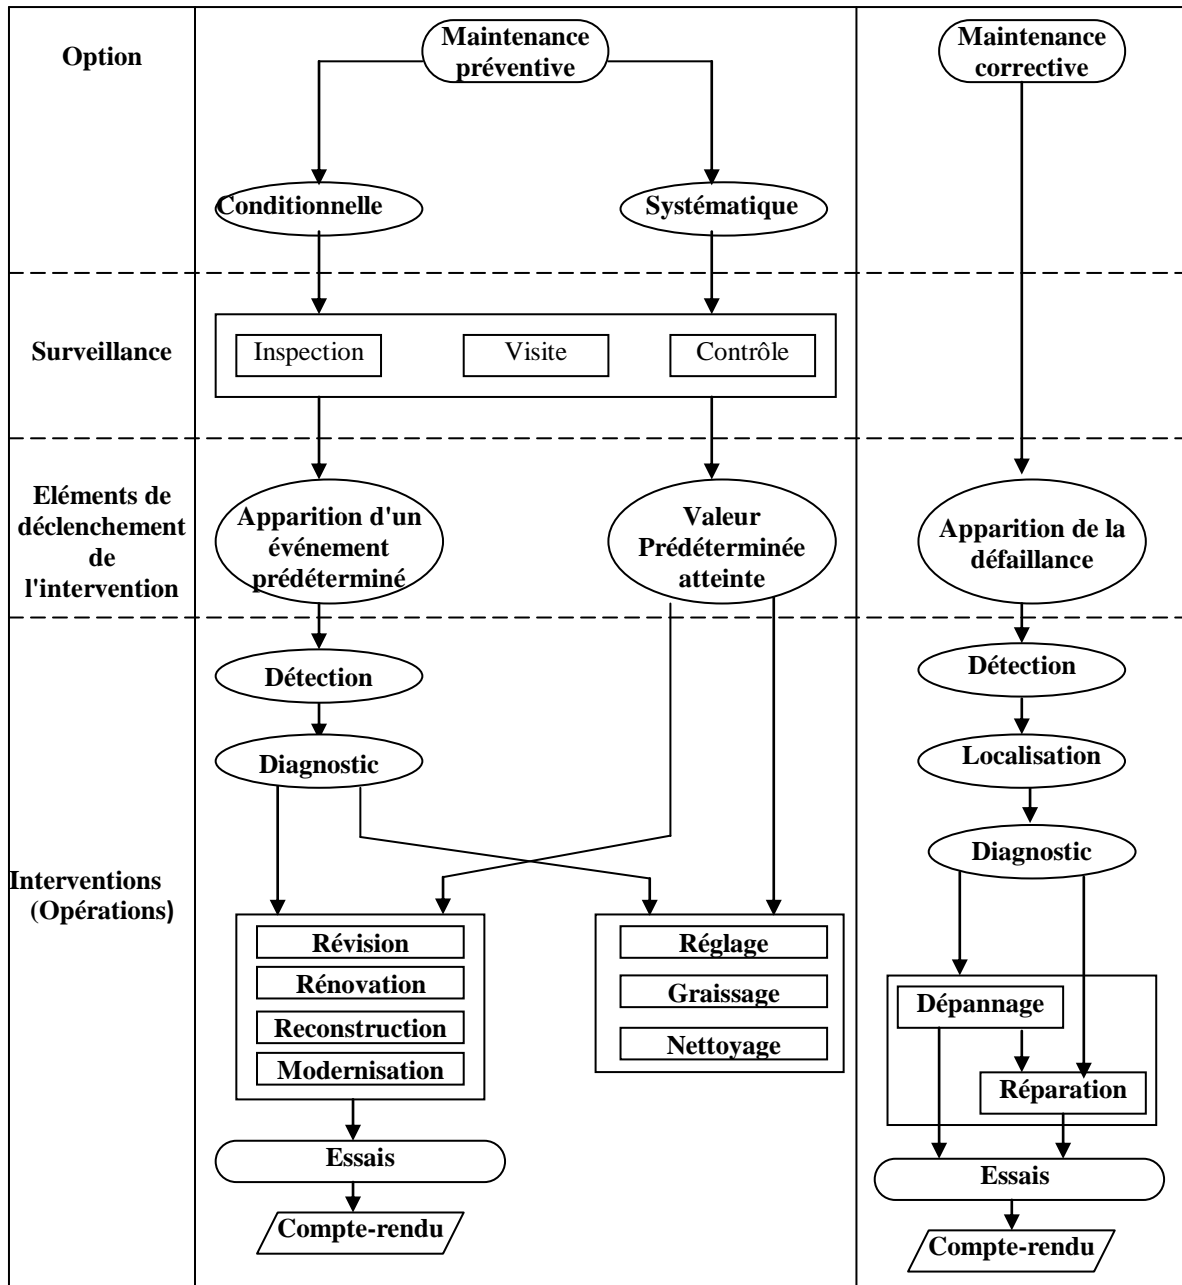 Option
Maintenance
préventive
Maintenance
corrective
Conditionnelle
Systématique
Surveillance
Inspection
Visite
Contrôle
Eléments de
déclenchement
de
l'intervention
Apparition d'un
événement
prédéterminé
Valeur
Prédéterminée
atteinte
Apparition de la
défaillance
Interventions
(Opérations)
Détection
Diagnostic
Révision
Rénovation
Reconstruction
Modernisation
Essais
Compte-rendu
Réglage
Graissage
Nettoyage
Détection
Localisation
Diagnostic
Dépannage
Réparation
Essais
Compte-rendu